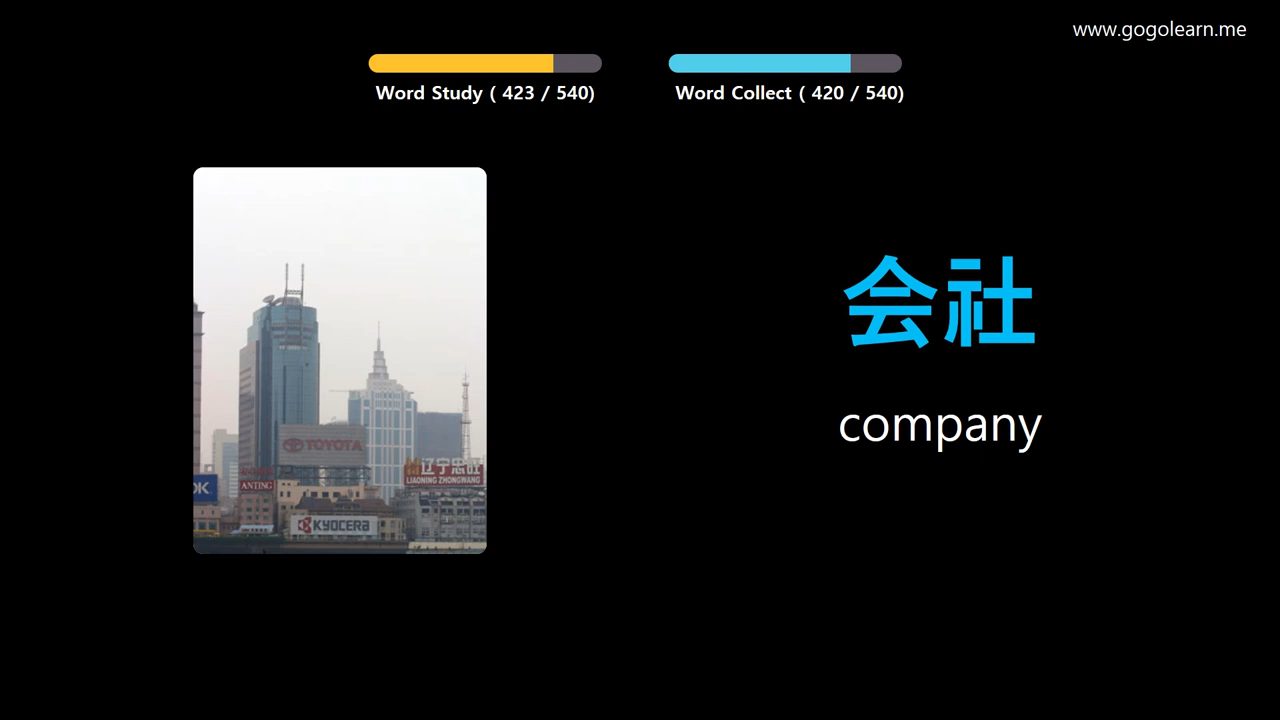 www.gogolearn.me
Word Study ( 423 / 540)
Word Collect ( 420 / 540)
会社
company
TOYOTA
辽宁忠旺
LIAONING ZHONGWANG
OK
ANTING
KYOCERA